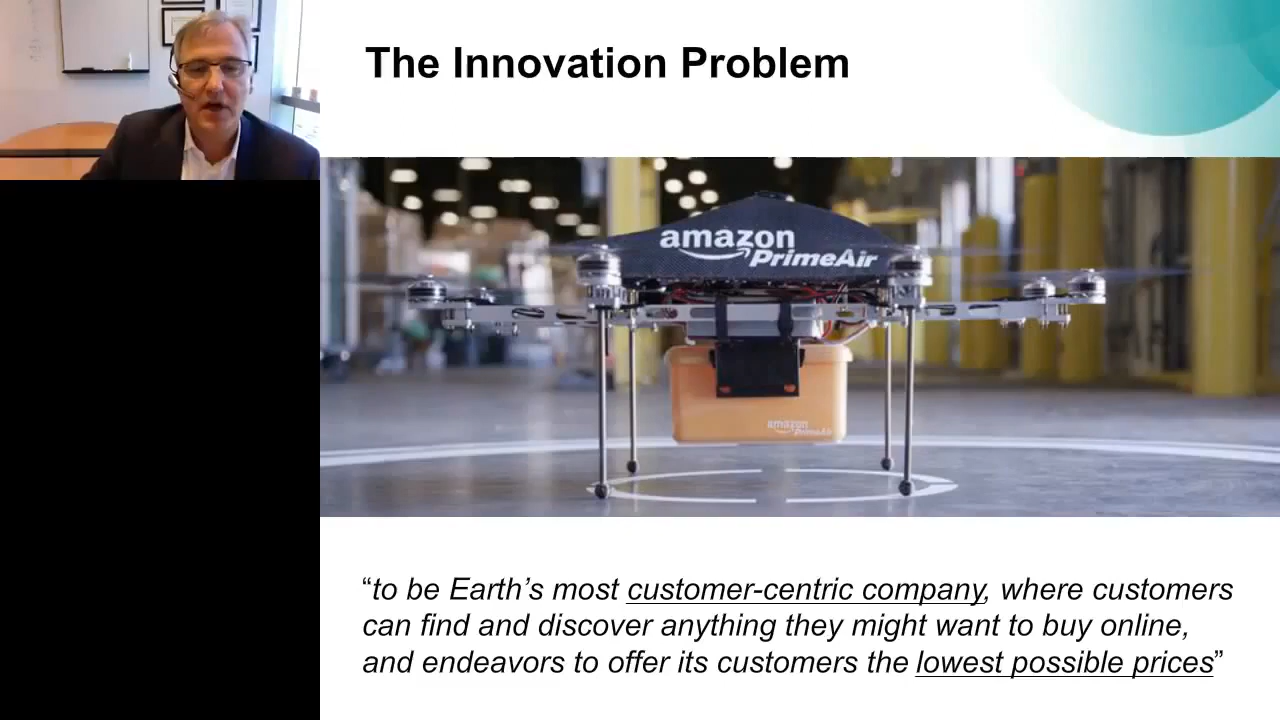 The Innovation Problem
amazon
PrimeAir
amazon
PrimeAir
“to be Earth’s most customer-centric company, where customers
can find and discover anything they might want to buy online,
and endeavors to offer its customers the lowest possible prices”